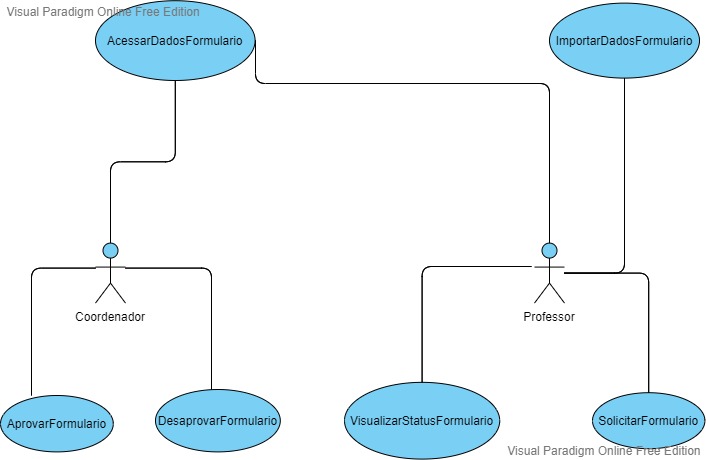 Visual Paradigm Online Free Edition
AcessarDadosFormulario
ImportarDadosFormulario
Coordenador
Professor
AprovarFormulario
DesaprovarFormulario
VisualizarStatusFormulario
SolicitarFormulario
Visual Paradigm Online Free Edition